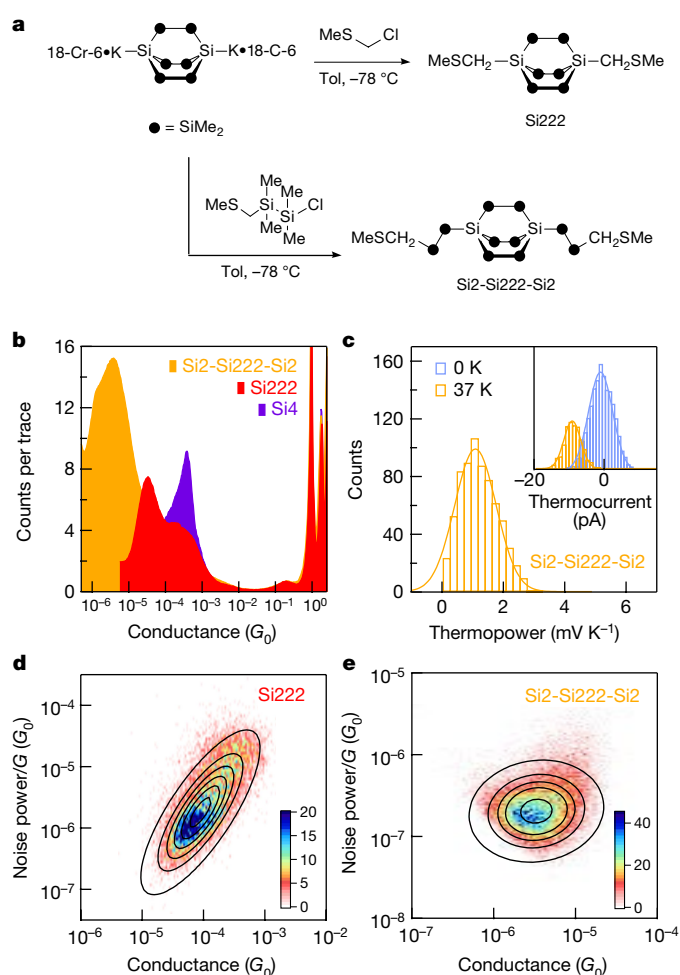 a
MeS Cl
18-Cr-6•K Si Si K•18-C-6
Tol, –78 °C
MeSCH2 Si Si CH2SMe
Si222
● = SiMe2
Me
MeS Si Me
Si Cl
Me Me
Tol, –78 °C
MeSCH2 Si Si CH2SMe
Si2-Si222-Si2
b
Counts per trace
16
12
8
4
0
Si2-Si222-Si2
Si222
Si4
10–6 10–5 10–4 10–3 10–2 10–1 100
Conductance (G0)
c
Counts
160
120
80
40
0
0 K
37 K
–20 0
Thermocurrent
(pA)
Si2-Si222-Si2
0 2 4 6
Thermopower (mV K–1)
d
Noise power/G (G0)
10–4
10–5
10–6
10–7
Si222
20
15
10
5
0
10–6 10–5 10–4 10–3 10–2
Conductance (G0)
e
Noise power/G (G0)
10–5
10–6
10–7
10–8
Si2-Si222-Si2
40
20
0
10–7 10–6 10–5 10–4
Conductance (G0)